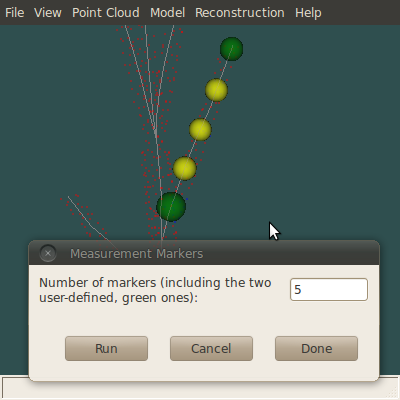 File View Point Cloud Model Reconstruction Help
Measurement Markers
Number of markers (including the two
user-defined, green ones):
5
Run Cancel Done